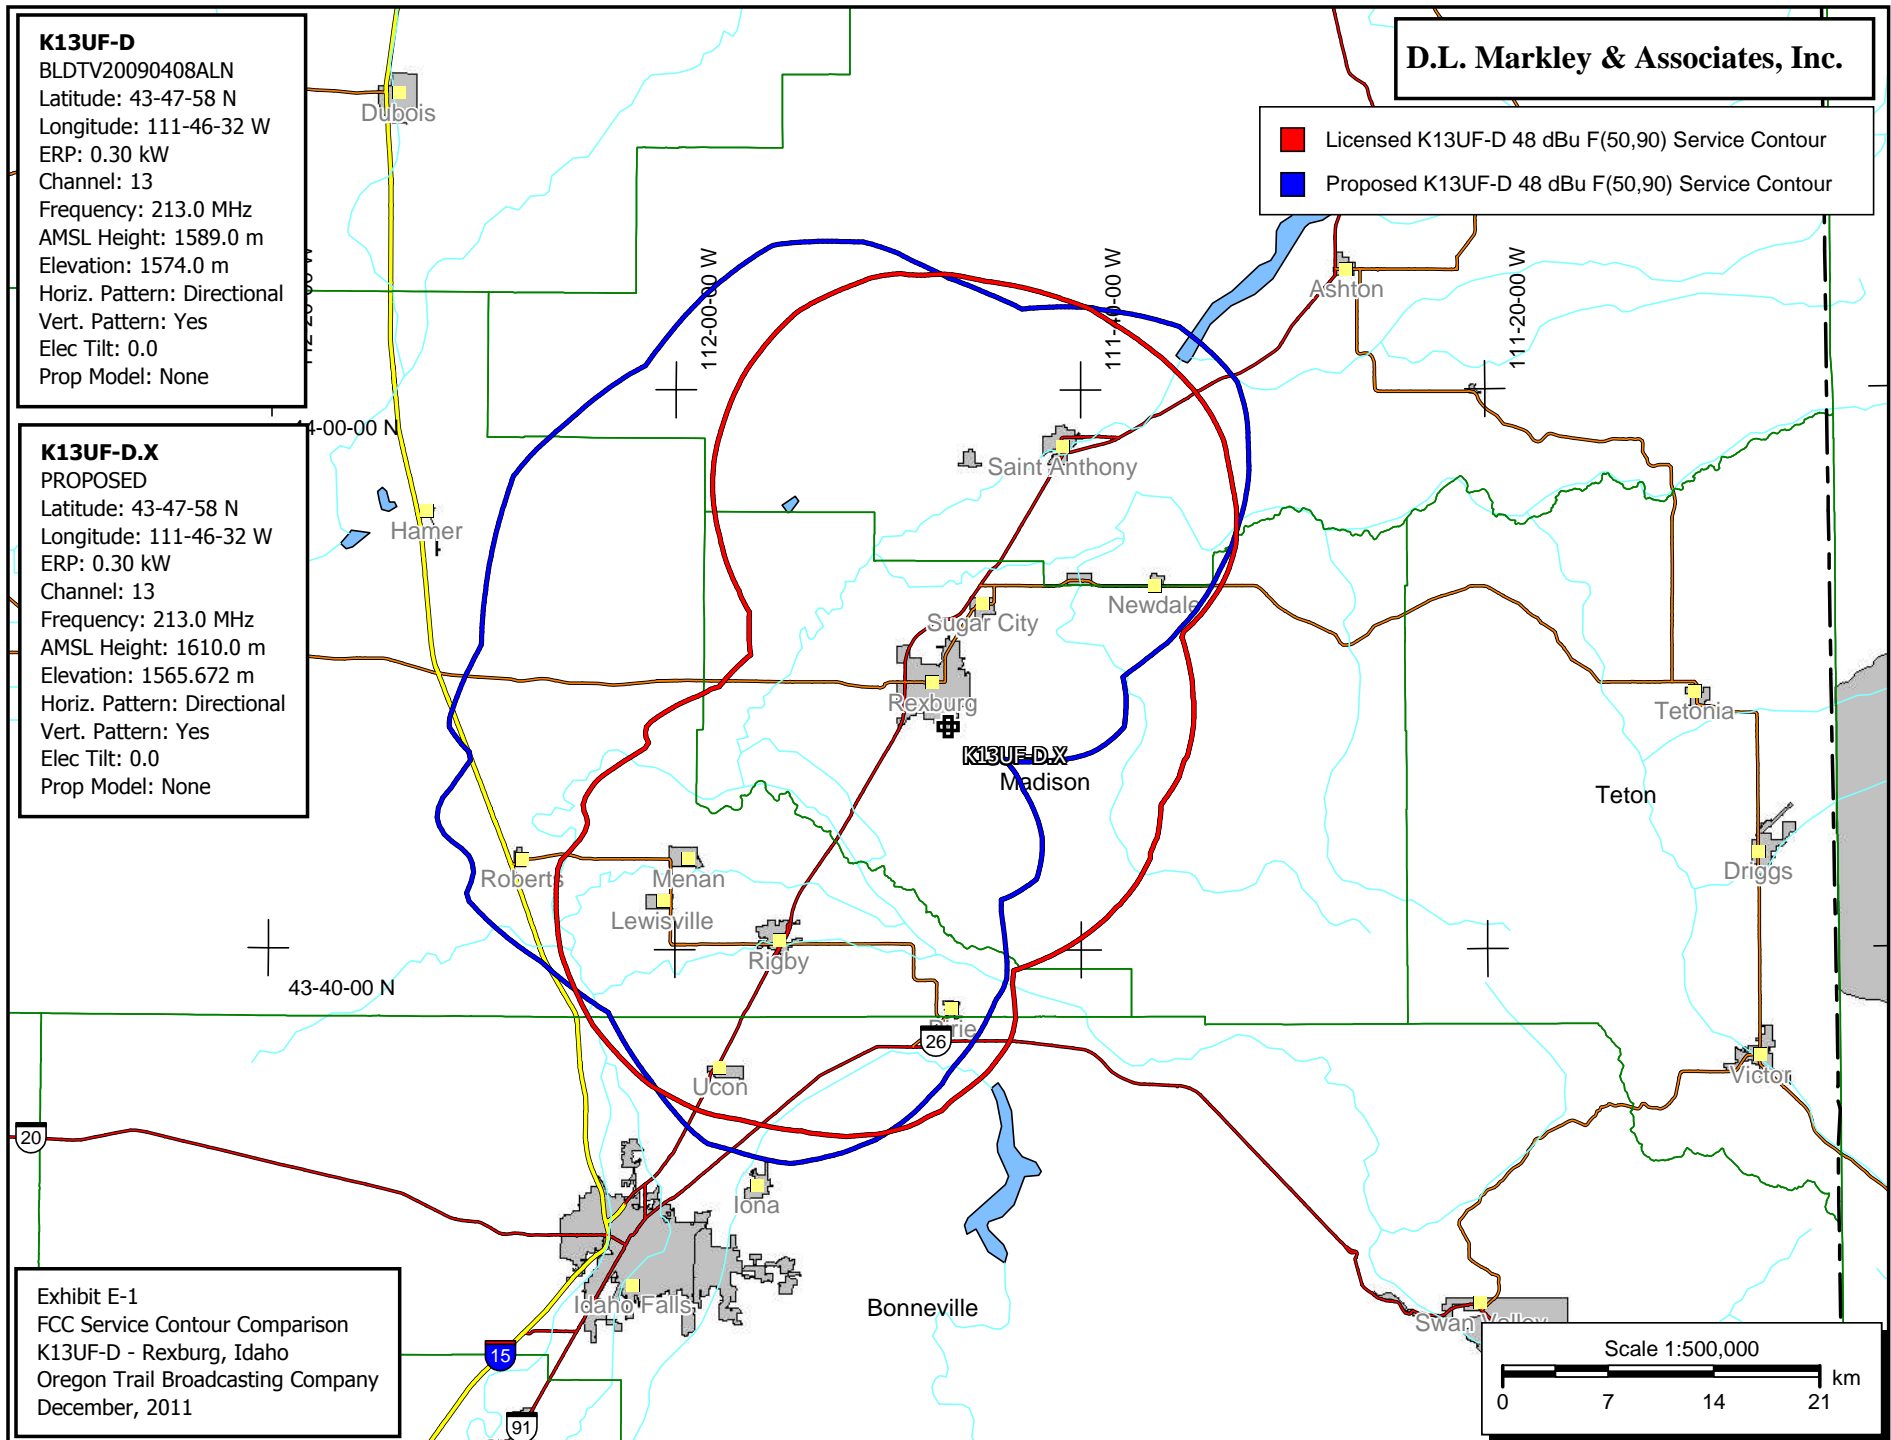 K13UF-D
BLDTV20090408ALN
Latitude: 43-47-58 N
Longitude: 111-46-32 W
ERP: 0.30 kW
Channel: 13
Frequency: 213.0 MHz
AMSL Height: 1589.0 m
Elevation: 1574.0 m
Horiz. Pattern: Directional
Vert. Pattern: Yes
Elec Tilt: 0.0
Prop Model: None
K13UF-D.X
PROPOSED
Latitude: 43-47-58 N
Longitude: 111-46-32 W
ERP: 0.30 kW
Channel: 13
Frequency: 213.0 MHz
AMSL Height: 1610.0 m
Elevation: 1565.672 m
Horiz. Pattern: Directional
Vert. Pattern: Yes
Elec Tilt: 0.0
Prop Model: None
D.L. Markley & Associates, Inc.
Licensed K13UF-D 48 dBu F(50,90) Service Contour
Proposed K13UF-D 48 dBu F(50,90) Service Contour
Dubois
112-00-00 W
111-40-00 W
111-20-00 W
Ashton
Saint Anthony
Hamer
Newdale
Sugar City
Rexburg
Tetonia
K13UF-D.X
Madison
Teton
Driggs
Roberts
Menan
Lewisville
Rigby
43-40-00 N
26
Ucon
Victor
20
Iona
Idaho Falls
Bonneville
15
91
Exhibit E-1
FCC Service Contour Comparison
K13UF-D - Rexburg, Idaho
Oregon Trail Broadcasting Company
December, 2011
Swan
Scale 1:500,000
km
0 7 14 21